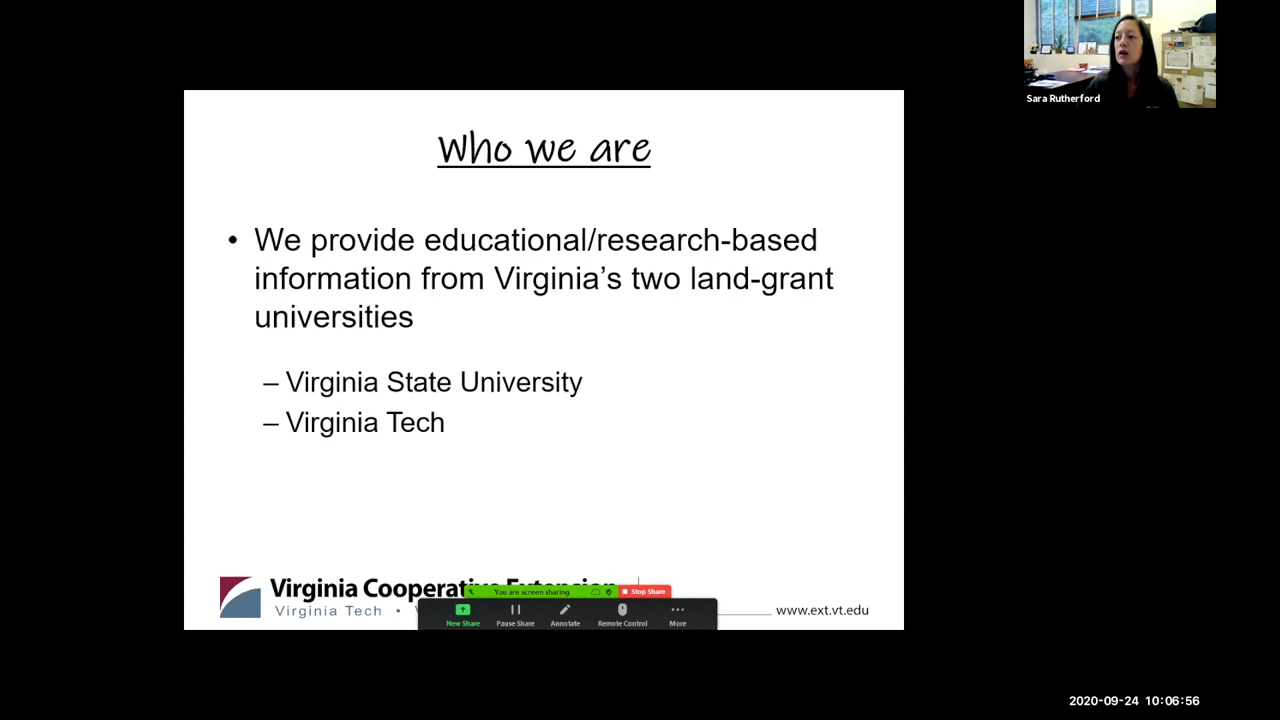 Sara Rutherford
Who we are
• We provide educational/research-based
information from Virginia’s two land-grant
universities
– Virginia State University
– Virginia Tech
Virginia Cooperative Extension
Virginia Tech •
www.ext.vt.edu
You are screen sharing
Stop Share
New Share
Pause Share
Annotate
Remote Control
More
2020-09-24 10:06:56